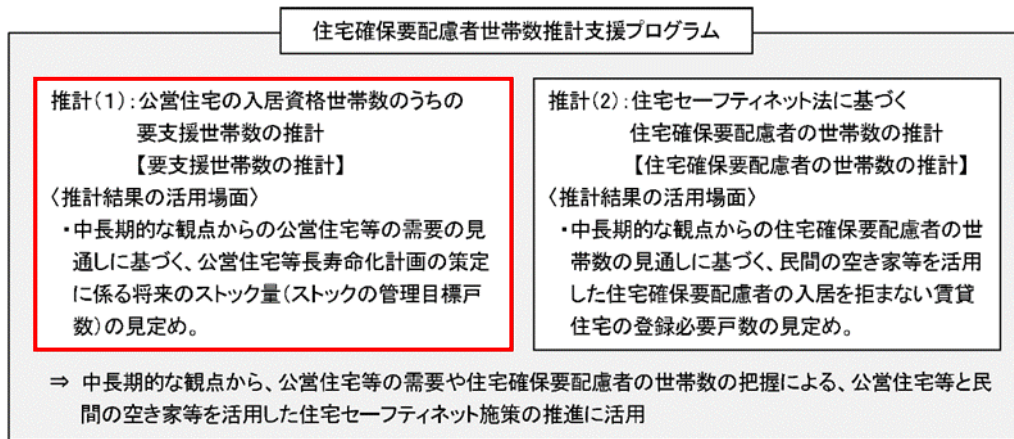 住宅確保要配慮者世帯数推計支援プログラム
推計(1):公営住宅の入居資格世帯数のうちの
要支援世帯数の推計
【要支援世帯数の推計】
〈推計結果の活用場面〉
・中長期的な観点からの公営住宅等の需要の見
通しに基づく、公営住宅等長寿命化計画の策定
に係る将来のストック量(ストックの管理目標戸
数)の見定め。
推計(2):住宅セーフティネット法に基づく
住宅確保要配慮者の世帯数の推計
【住宅確保要配慮者の世帯数の推計】
〈推計結果の活用場面〉
・中長期的な観点からの住宅確保要配慮者の世
帯数の見通しに基づく、民間の空き家等を活用
した住宅確保要配慮者の入居を拒まない賃貸
住宅の登録必要戸数の見定め。
⇒ 中長期的な観点から、公営住宅等の需要や住宅確保要配慮者の世帯数の把握による、公営住宅等と民
間の空き家等を活用した住宅セーフティネット施策の推進に活用